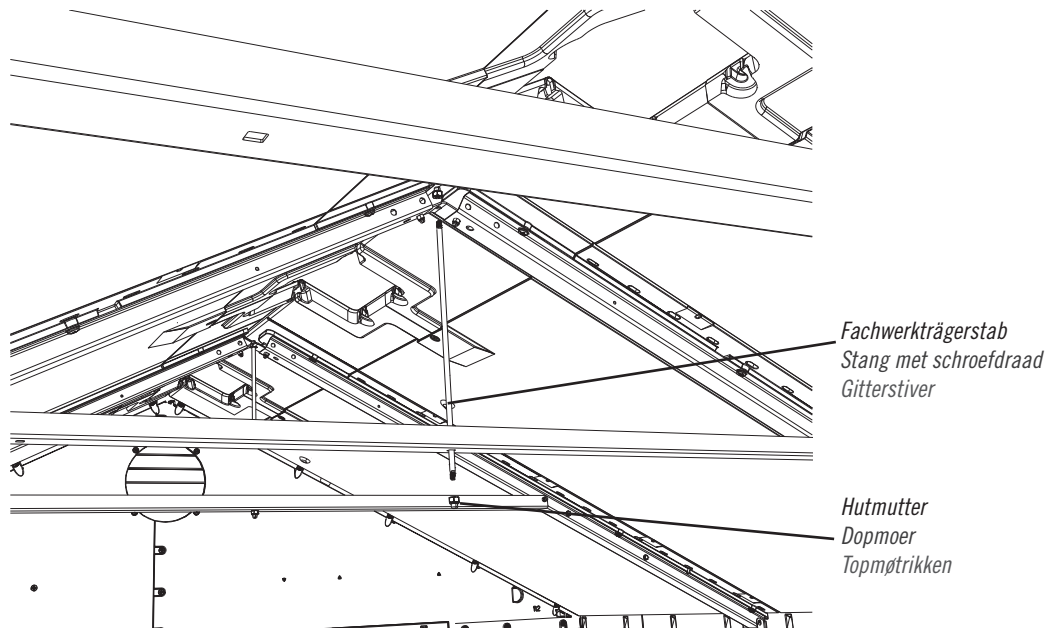 Fachwerkträgerstab
Stang met schroefdraad
Gitterstiver
Hutmutter
Dopmoer
Topmøtrikken